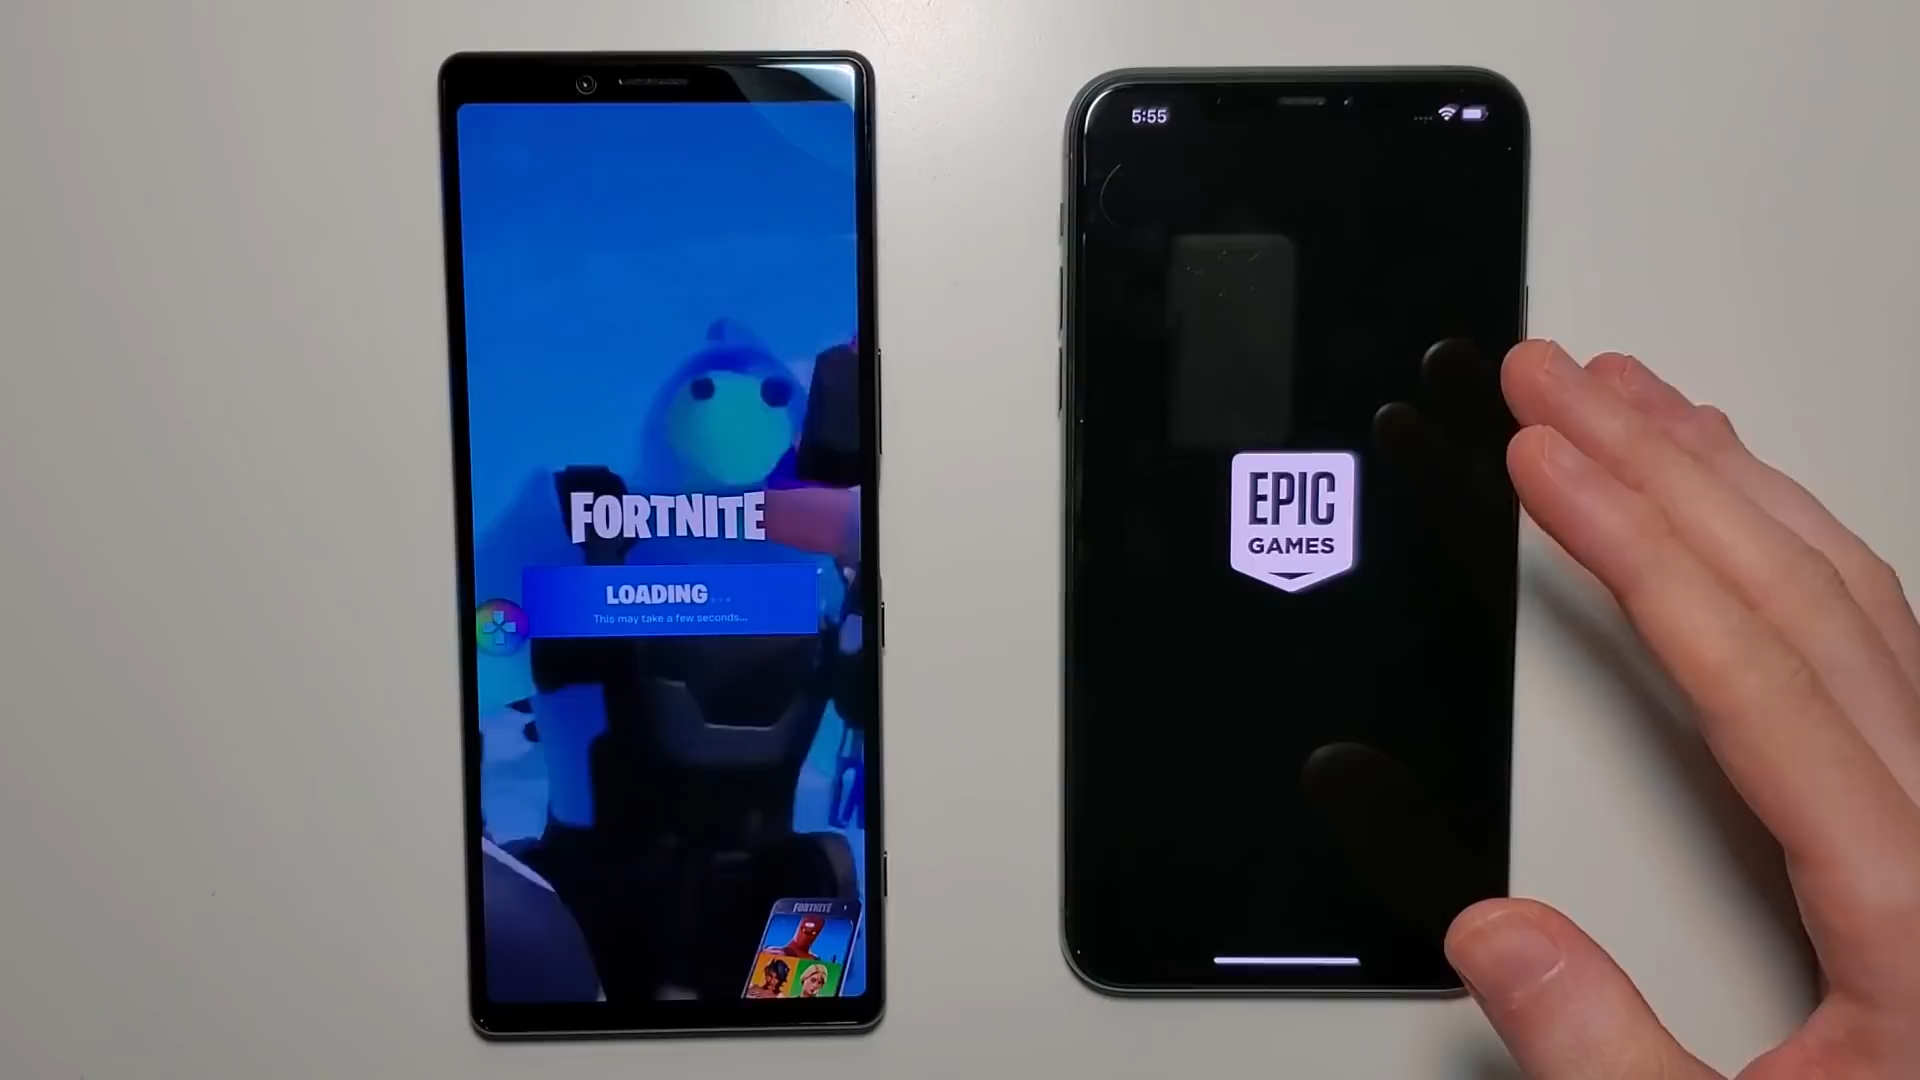 FORTNITE
LOADING...
This may take a few seconds...
FORTNITE
5:55
EPIC
GAMES